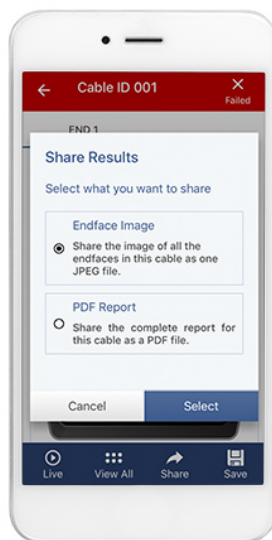 Cable ID 001
Failed
END 1
Share Results
Select what you want to share
Endface Image
Share the image of all the
endfaces in this cable as one
JPEG file.
PDF Report
Share the complete report for
this cable as a PDF file.
Cancel
Select
Live
View All
Share
Save